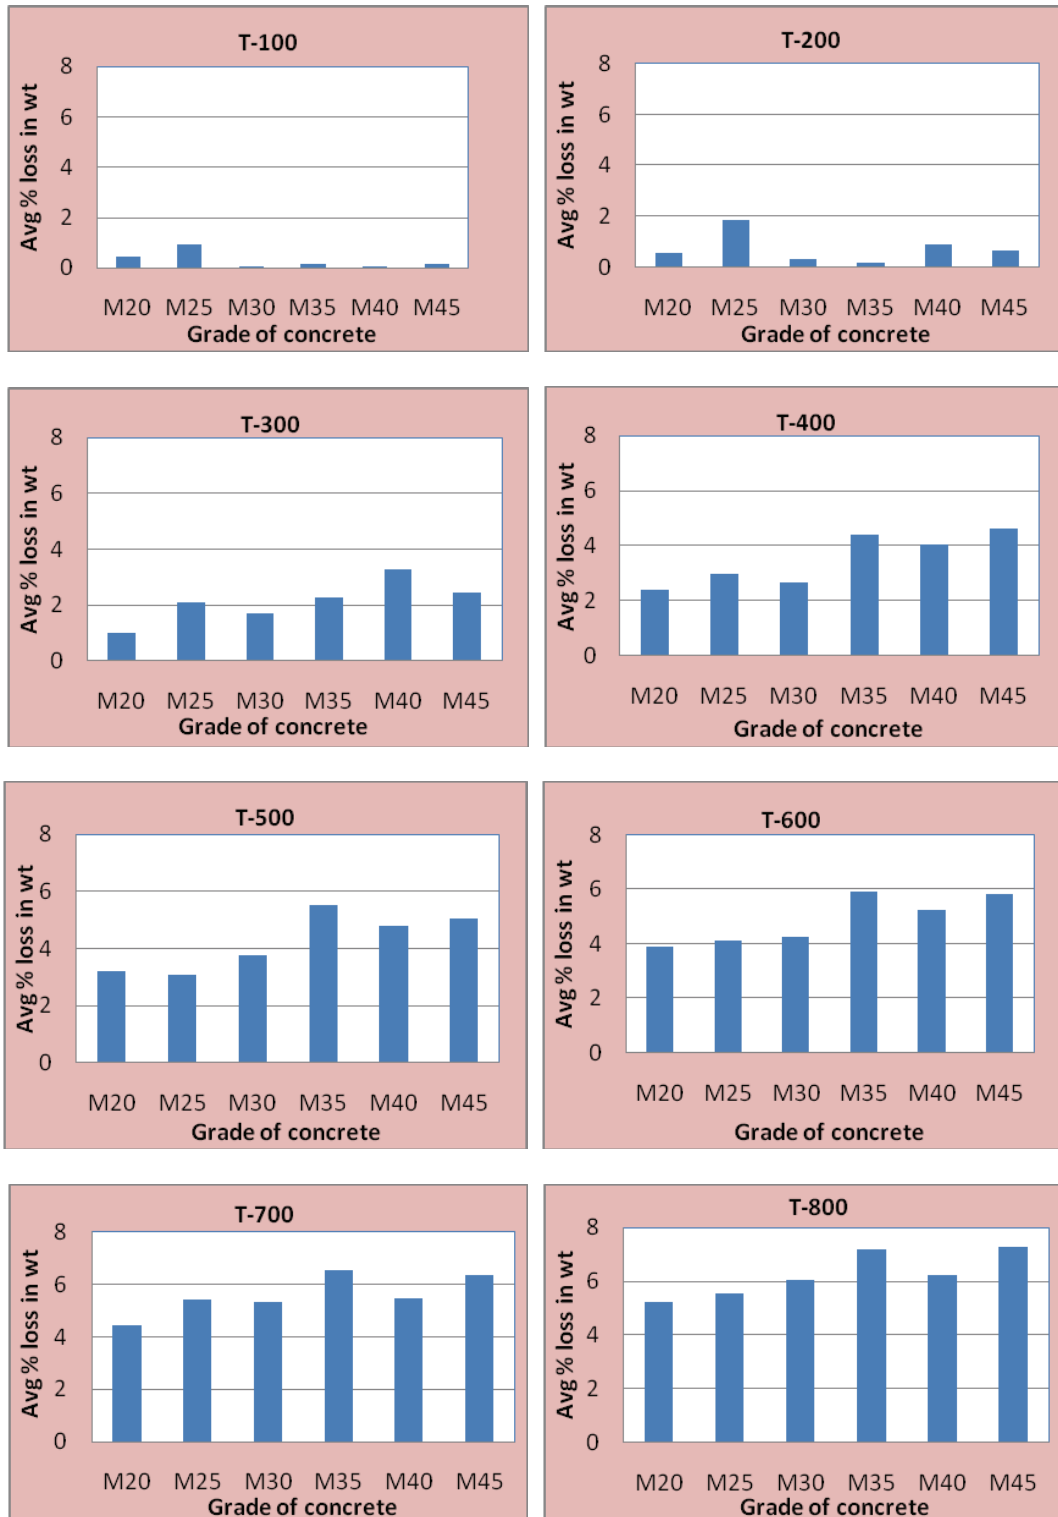 T-100
Avg % loss in wt
8
6
4
2
0
M20 M25 M30 M35 M40 M45
Grade of concrete
T-200
Avg % loss in wt
8
6
4
2
0
M20 M25 M30 M35 M40 M45
Grade of concrete
T-300
Avg % loss in wt
8
6
4
2
0
M20 M25 M30 M35 M40 M45
Grade of concrete
T-400
Avg % loss in wt
8
6
4
2
0
M20 M25 M30 M35 M40 M45
Grade of concrete
T-500
Avg % loss in wt
8
6
4
2
0
M20 M25 M30 M35 M40 M45
Grade of concrete
T-600
Avg % loss in wt
8
6
4
2
0
M20 M25 M30 M35 M40 M45
Grade of concrete
T-700
Avg % loss in wt
8
6
4
2
0
M20 M25 M30 M35 M40 M45
Grade of concrete
T-800
Avg % loss in wt
8
6
4
2
0
M20 M25 M30 M35 M40 M45
Grade of concrete